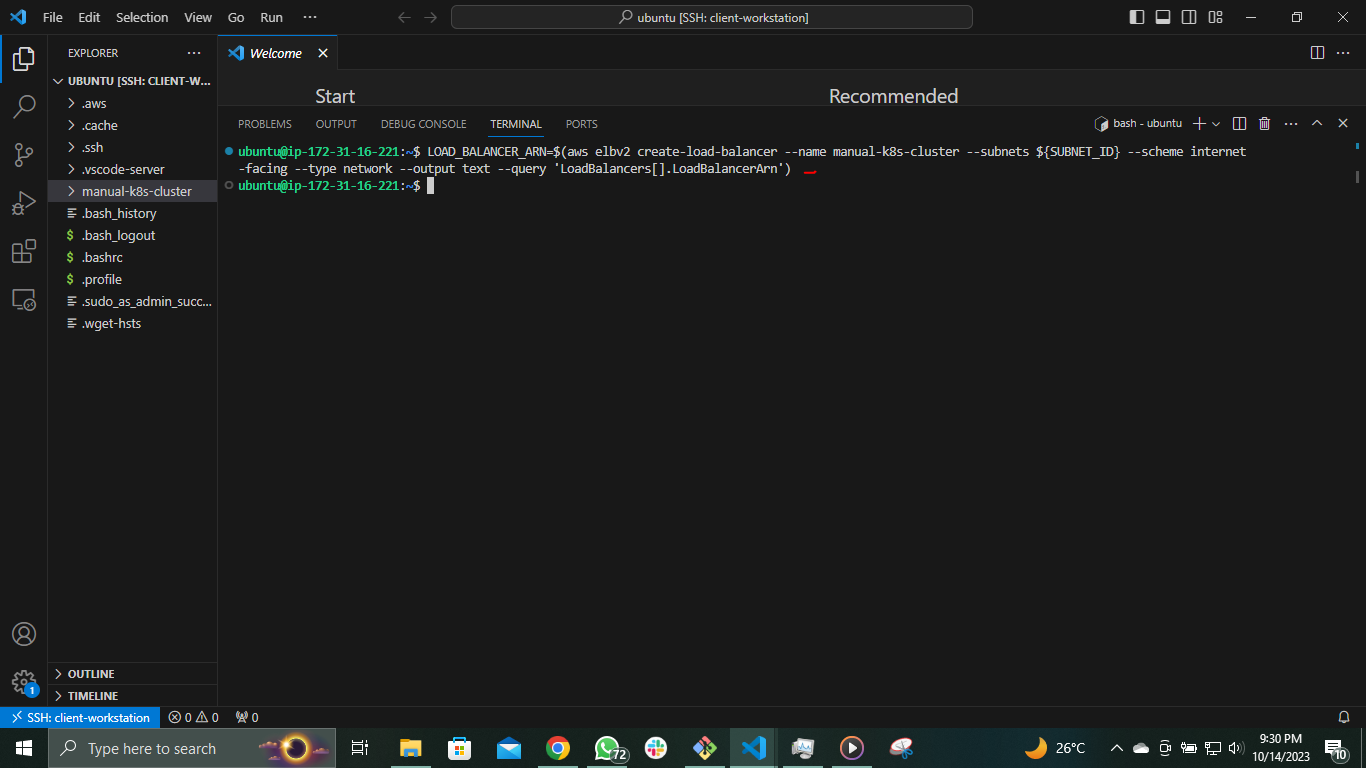 File Edit Selection View Go Run ···
ubuntu [SSH: client-workstation]
EXPLORER ···
UBUNTU [SSH: CLIENT-W...
.aws
.cache
.ssh
.vscode-server
manual-k8s-cluster
.bash_history
$ .bash_logout
$ .bashrc
$ .profile
.sudo_as_admin_succ...
.wget-hsts
OUTLINE
TIMELINE
Welcome
Start Recommended
PROBLEMS OUTPUT DEBUG CONSOLE TERMINAL PORTS
bash - ubuntu
ubuntu@ip-172-31-16-221:~$ LOAD_BALANCER_ARN=$(aws elbv2 create-load-balancer --name manual-k8s-cluster --subnets ${SUBNET_ID} --scheme internet
-facing --type network --output text --query 'LoadBalancers[].LoadBalancerArn')
ubuntu@ip-172-31-16-221:~$
1
SSH: client-workstation 0 0 0
Type here to search
72
26°C
9:30 PM
10/14/2023
10